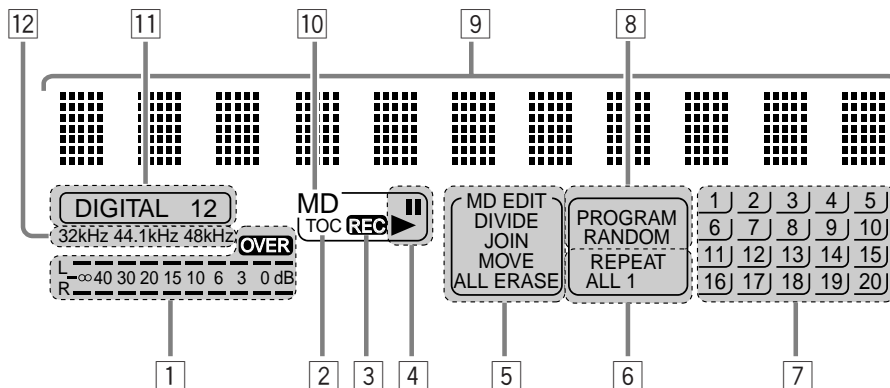 12 11 10 9 8
DIGITAL 12
32kHz 44.1kHz 48kHz
OVER
L
R
-∞ 40 30 20 15 10 6 3 0 dB
MD
TOC REC
MD EDIT
DIVIDE
JOIN
MOVE
ALL ERASE
PROGRAM
RANDOM
REPEAT
ALL 1
1 2 3 4 5
6 7 8 9 10
11 12 13 14 15
16 17 18 19 20
1 2 3 4 5 6 7